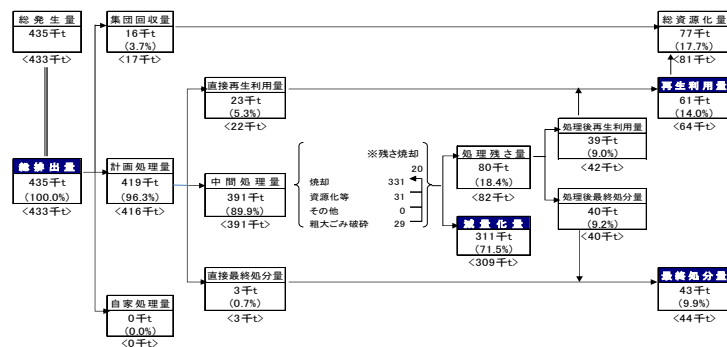 総発生量
435千t
<433千t>
集団回収量
16千t
(3.7%)
<17千t>
総資源化量
77千t
(17.7%)
<81千t>
直接再生利用量
23千t
(5.3%)
<22千t>
再生利用量
61千t
(14.0%)
<64千t>
総排出量
435千t
(100.0%)
<433千t>
計画処理量
419千t
(96.3%)
<416千t>
中間処理量
391千t
(89.9%)
<391千t>
※残さ焼却
20
焼却 331
資源化等 31
その他 0
粗大ごみ破砕 29
処理残さ量
80千t
(18.4%)
<82千t>
減量化量
311千t
(71.5%)
<309千t>
処理後再生利用量
39千t
(9.0%)
<42千t>
処理後最終処分量
40千t
(9.2%)
<40千t>
直接最終処分量
3千t
(0.7%)
<3千t>
最終処分量
43千t
(9.9%)
<44千t>
自家処理量
0千t
(0.0%)
<0千t>